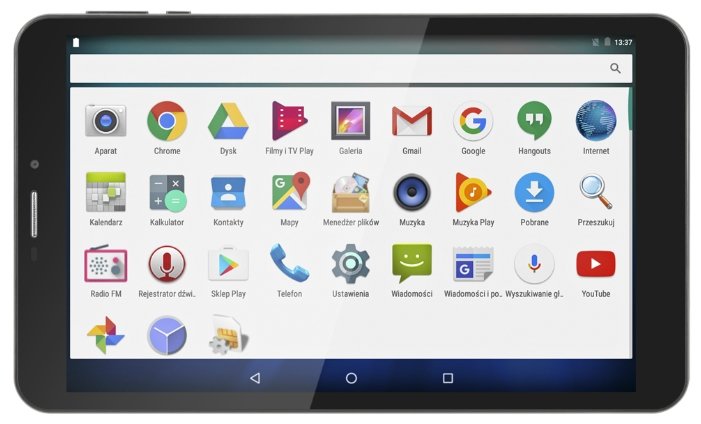 13:37
Aparat
Chrome
Dysk
Filmy i TV Play
Galeria
Gmail
Google
Hangouts
Internet
Kalendarz
Kalkulator
Kontakty
Mapy
Menedżer plików
Muzyka
Muzyka Play
Pobrane
Przeszukuj
Radio FM
Rejestrator dźwi..
Sklep Play
Telefon
Ustawienia
Wiadomości
Wiadomości i po..
Wyszukiwanie gł..
YouTube